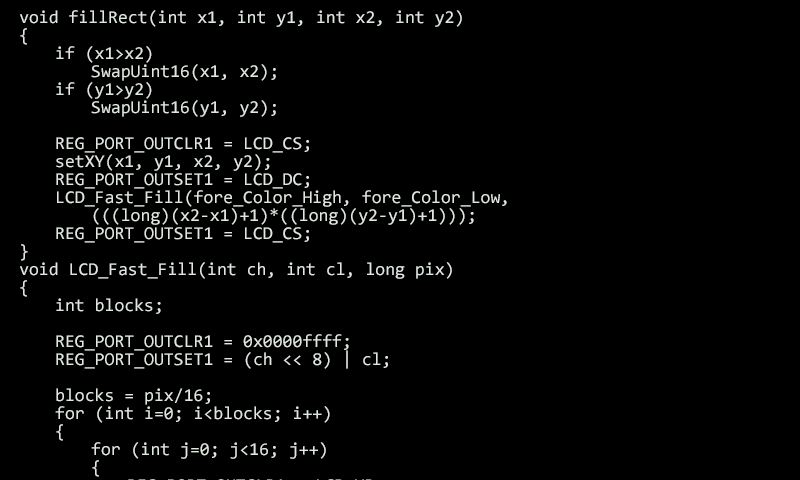 void fillRect(int x1, int y1, int x2, int y2)
{
    if (x1>x2)
        SwapUint16(x1, x2);
    if (y1>y2)
        SwapUint16(y1, y2);

    REG_PORT_OUTCLR1 = LCD_CS;
    setXY(x1, y1, x2, y2);
    REG_PORT_OUTSET1 = LCD_DC;
    LCD_Fast_Fill(fore_Color_High, fore_Color_Low,
        (((long)(x2-x1)+1)*((long)(y2-y1)+1)));
    REG_PORT_OUTSET1 = LCD_CS;
}
void LCD_Fast_Fill(int ch, int cl, long pix)
{
    int blocks;

    REG_PORT_OUTCLR1 = 0x0000ffff;
    REG_PORT_OUTSET1 = (ch << 8) | cl;

    blocks = pix/16;
    for (int i=0; i<blocks; i++)
    {
        for (int j=0; j<16; j++)
        {